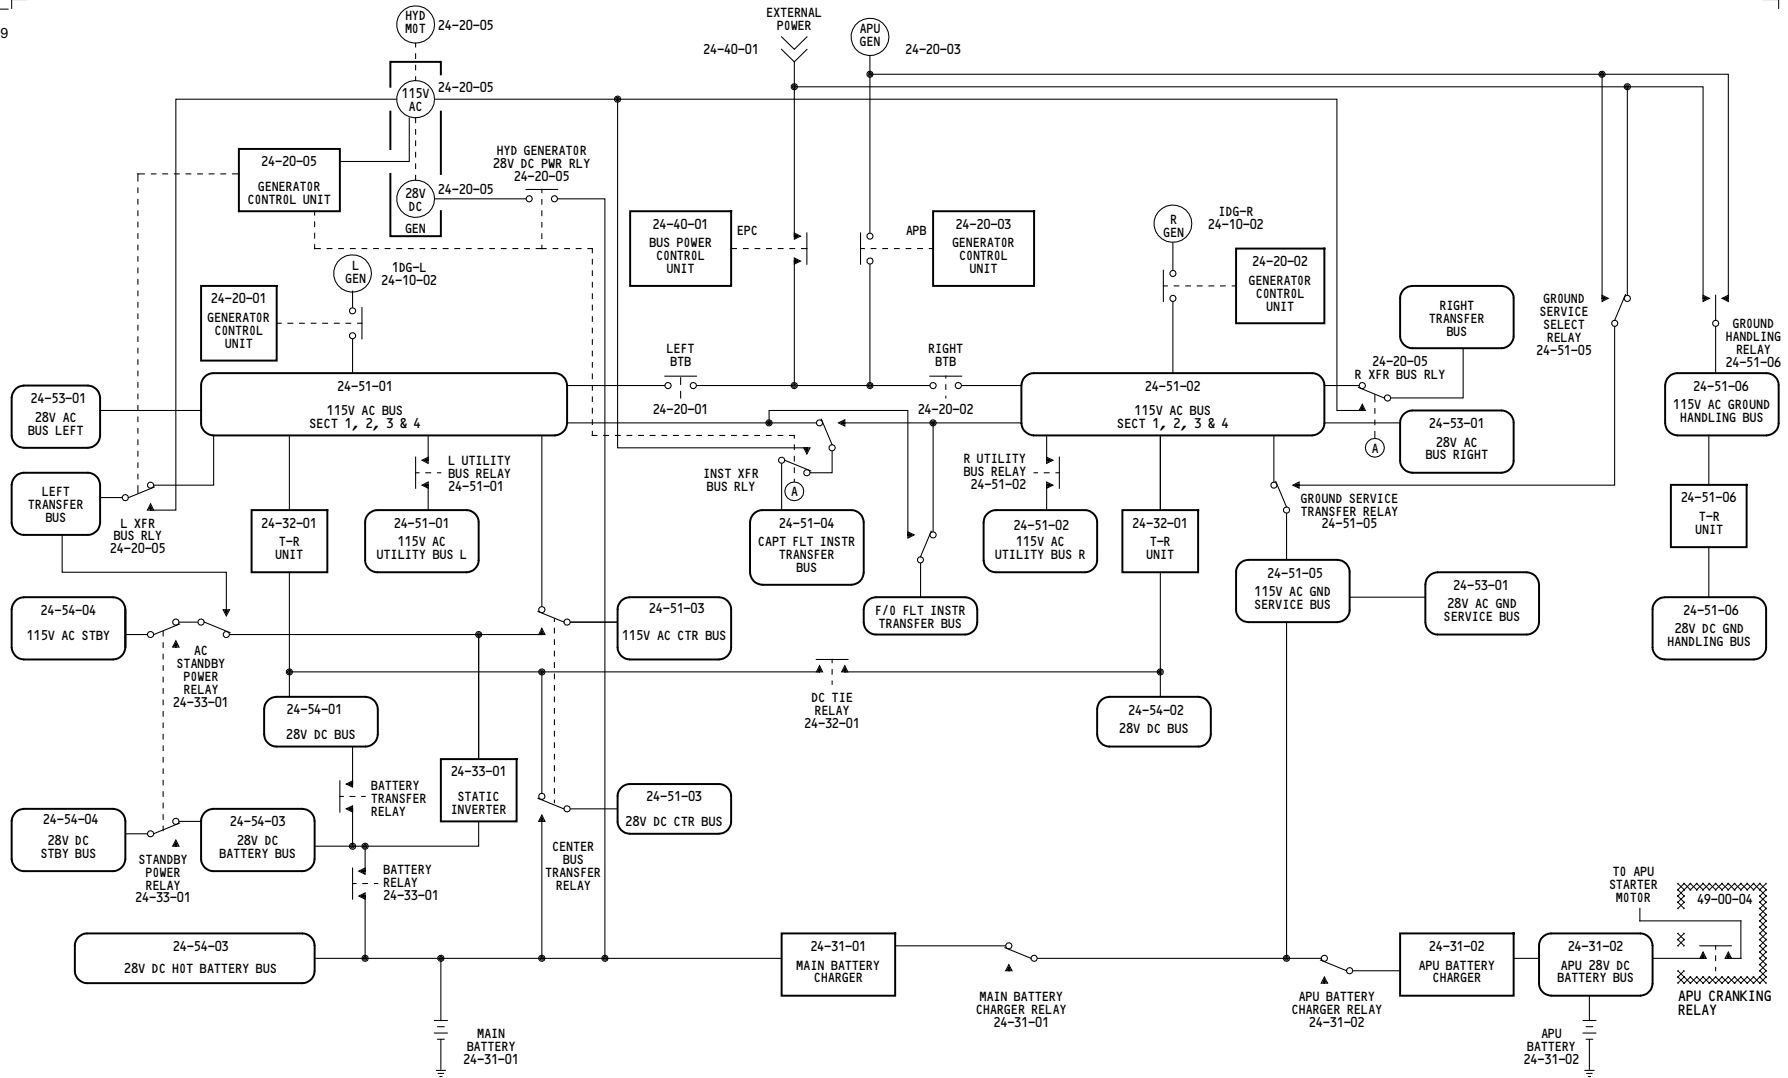 9
HYD
MOT
24-20-05
EXTERNAL
POWER
24-40-01
APU
GEN
24-20-03
115V
AC
24-20-05
24-20-05
GENERATOR
CONTROL UNIT
28V
DC
24-20-05
GEN
HYD GENERATOR
28V DC PWR RLY
24-20-05
24-40-01
BUS POWER
CONTROL
UNIT
EPC
APB
24-20-03
GENERATOR
CONTROL
UNIT
R
GEN
IDG-R
24-10-02
24-20-02
GENERATOR
CONTROL
UNIT
L
GEN
1DG-L
24-10-02
24-20-01
GENERATOR
CONTROL
UNIT
RIGHT
TRANSFER
BUS
GROUND
SERVICE
SELECT
RELAY
24-51-05
GROUND
HANDLING
RELAY
24-51-06
LEFT
BTB
24-20-01
RIGHT
BTB
24-20-02
24-20-05
R XFR BUS RLY
24-53-01
28V AC
BUS LEFT
24-51-01
115V AC BUS
SECT 1, 2, 3 & 4
24-51-02
115V AC BUS
SECT 1, 2, 3 & 4
24-53-01
28V AC
BUS RIGHT
A
24-51-06
115V AC GROUND
HANDLING BUS
LEFT
TRANSFER
BUS
L XFR
BUS RLY
24-20-05
L UTILITY
BUS RELAY
24-51-01
INST XFR
BUS RLY
A
R UTILITY
BUS RELAY
24-51-02
GROUND SERVICE
TRANSFER RELAY
24-51-05
24-32-01
T-R
UNIT
24-51-01
115V AC
UTILITY BUS L
24-51-04
CAPT FLT INSTR
TRANSFER
BUS
24-51-02
115V AC
UTILITY BUS R
24-32-01
T-R
UNIT
24-51-06
T-R
UNIT
24-54-04
115V AC STBY
AC
STANDBY
POWER
RELAY
24-33-01
24-51-03
115V AC CTR BUS
F/O FLT INSTR
TRANSFER BUS
24-51-05
115V AC GND
SERVICE BUS
24-53-01
28V AC GND
SERVICE BUS
24-51-06
28V DC GND
HANDLING BUS
24-54-01
28V DC BUS
DC TIE
RELAY
24-32-01
24-54-02
28V DC BUS
BATTERY
TRANSFER
RELAY
24-33-01
STATIC
INVERTER
24-51-03
28V DC CTR BUS
24-54-04
28V DC
STBY BUS
STANDBY
POWER
RELAY
24-33-01
24-54-03
28V DC
BATTERY BUS
BATTERY
RELAY
24-33-01
CENTER
BUS
TRANSFER
RELAY
TO APU
STARTER
MOTOR
49-00-04
24-54-03
28V DC HOT BATTERY BUS
24-31-01
MAIN BATTERY
CHARGER
MAIN BATTERY
CHARGER RELAY
24-31-01
APU BATTERY
CHARGER RELAY
24-31-02
24-31-02
APU BATTERY
CHARGER
24-31-02
APU 28V DC
BATTERY BUS
APU CRANKING
RELAY
MAIN
BATTERY
24-31-01
APU
BATTERY
24-31-02